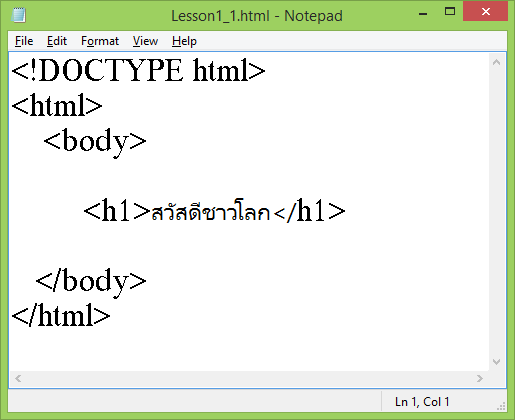 Lesson1_1.html - Notepad
File Edit Format View Help
<!DOCTYPE html>
<html>
<body>
<h1>สวัสดีชาวโลก</h1>
</body>
</html>
Ln 1, Col 1